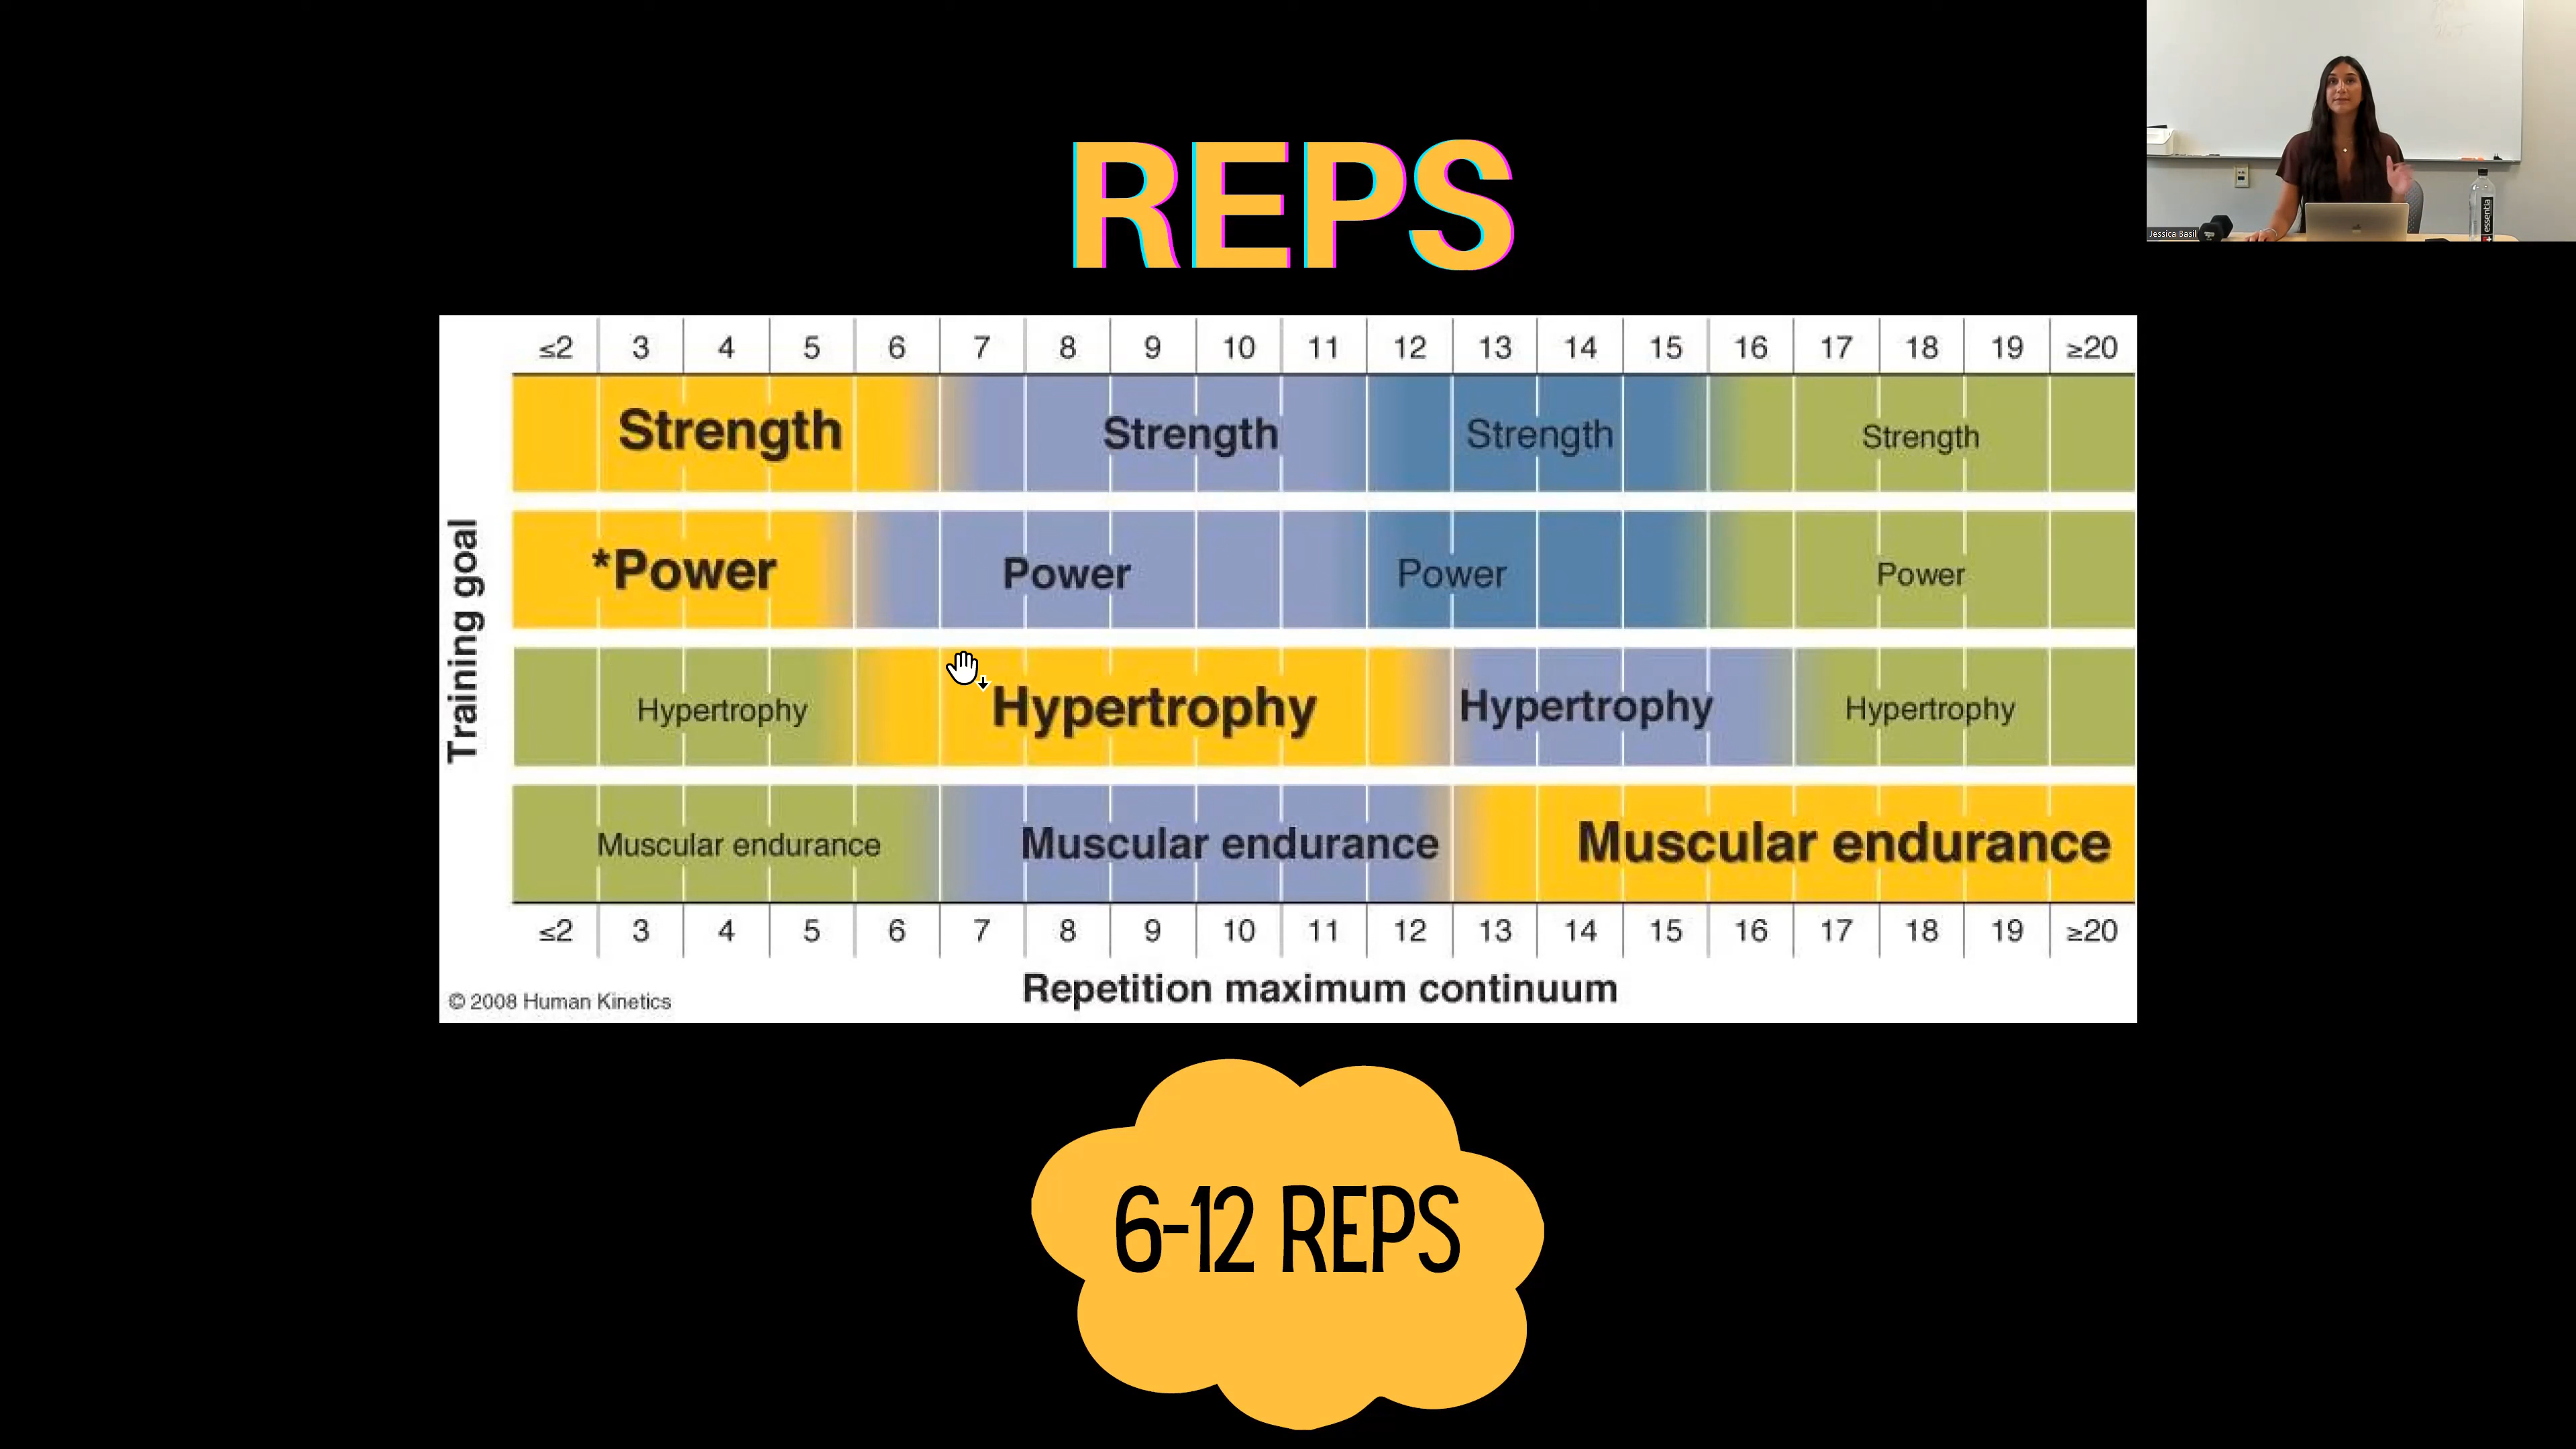 REPS
Jessica Basil
essentia
≤2 3 4 5 6 7 8 9 10 11 12 13 14 15 16 17 18 19 ≥20
Training goal
Strength Strength Strength Strength
*Power Power Power Power
Hypertrophy Hypertrophy Hypertrophy Hypertrophy
Muscular endurance Muscular endurance Muscular endurance
≤2 3 4 5 6 7 8 9 10 11 12 13 14 15 16 17 18 19 ≥20
Repetition maximum continuum
© 2008 Human Kinetics
6-12 REPS